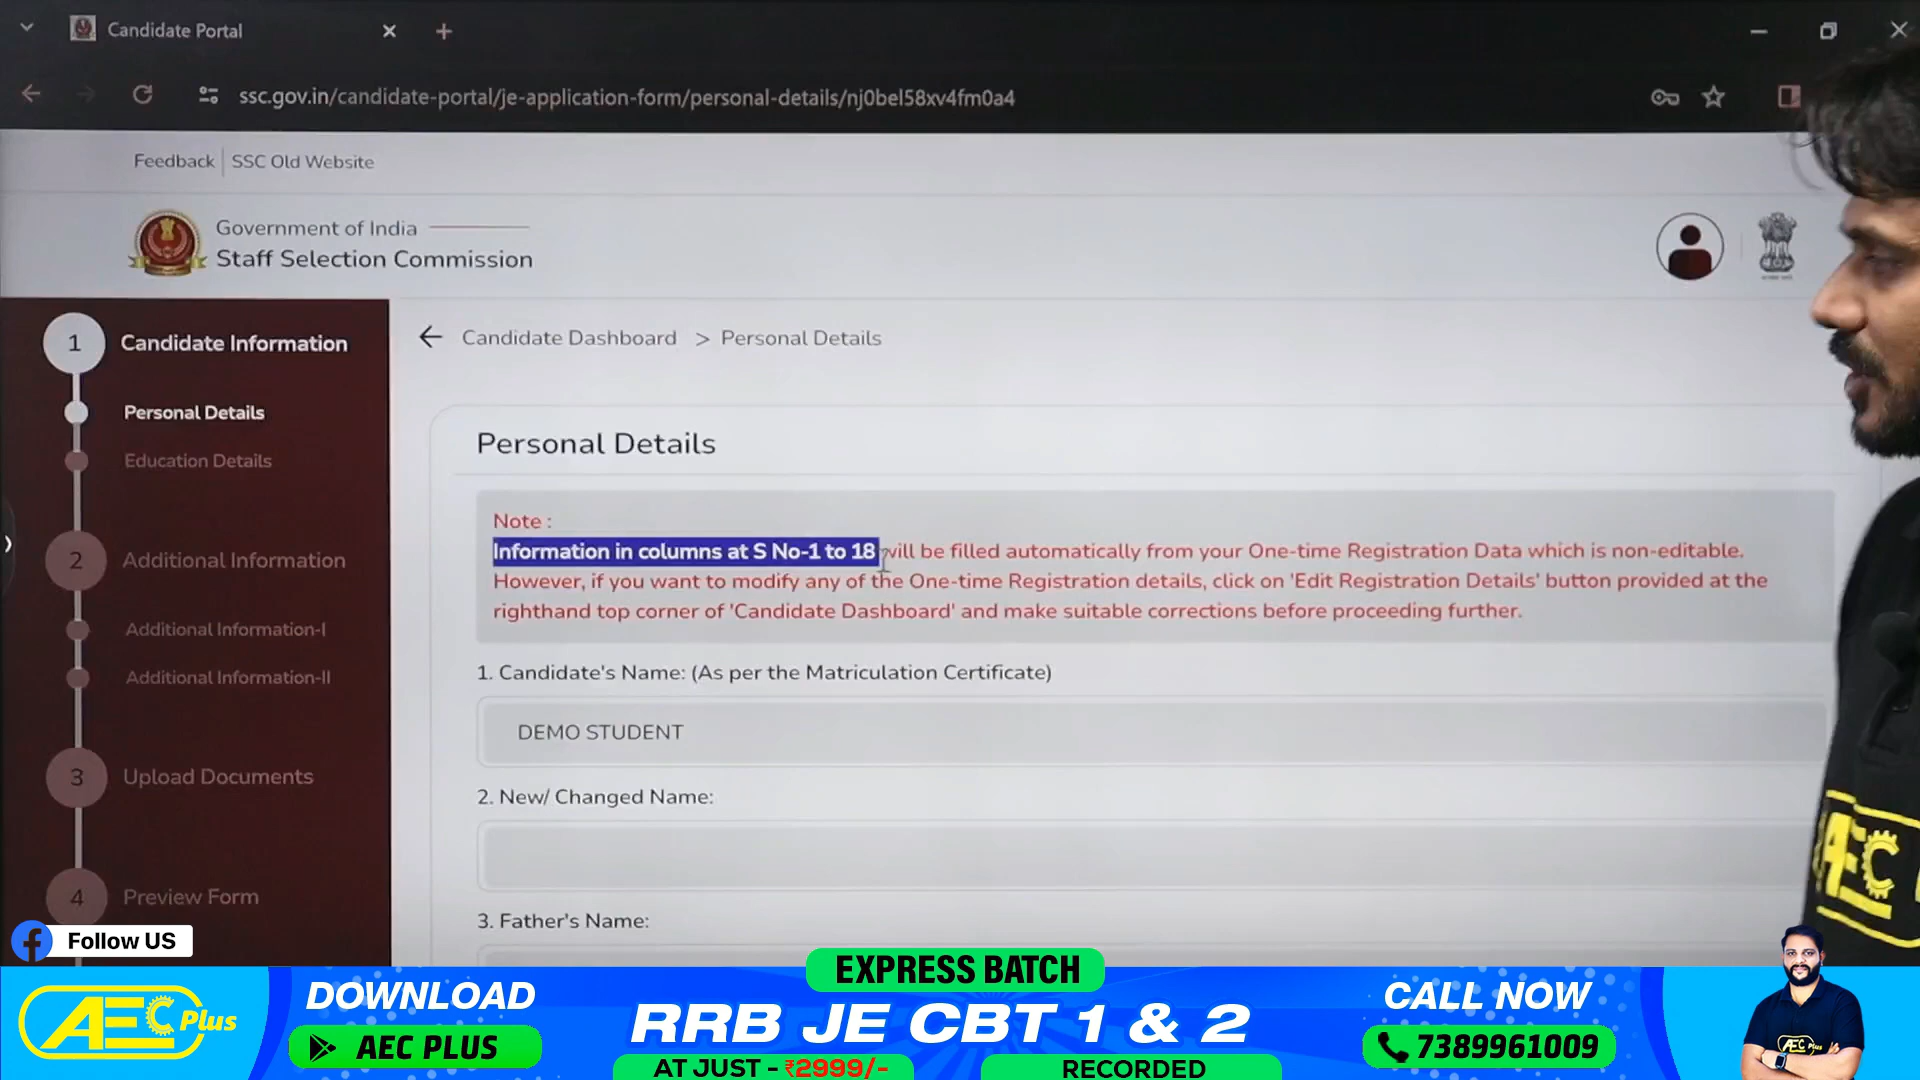 Candidate Portal
ssc.gov.in/candidate-portal/je-application-form/personal-details/nj0bel58xv4fm0a4
Feedback
SSC Old Website
Government of India
Staff Selection Commission
1
Candidate Information
Personal Details
Education Details
2
Additional Information
Additional Information-I
Additional Information-II
3
Upload Documents
4
Preview Form
Candidate Dashboard > Personal Details
Personal Details
Note :
Information in columns at S No-1 to 18 will be filled automatically from your One-time Registration Data which is non-editable.
However, if you want to modify any of the One-time Registration details, click on 'Edit Registration Details' button provided at the
righthand top corner of 'Candidate Dashboard' and make suitable corrections before proceeding further.
1. Candidate's Name: (As per the Matriculation Certificate)
DEMO STUDENT
2. New/ Changed Name:
3. Father's Name:
AEC
Follow US
AEC Plus
DOWNLOAD
AEC PLUS
EXPRESS BATCH
RRB JE CBT 1 & 2
AT JUST - ₹2999/-
RECORDED
CALL NOW
7389961009
AEC Plus